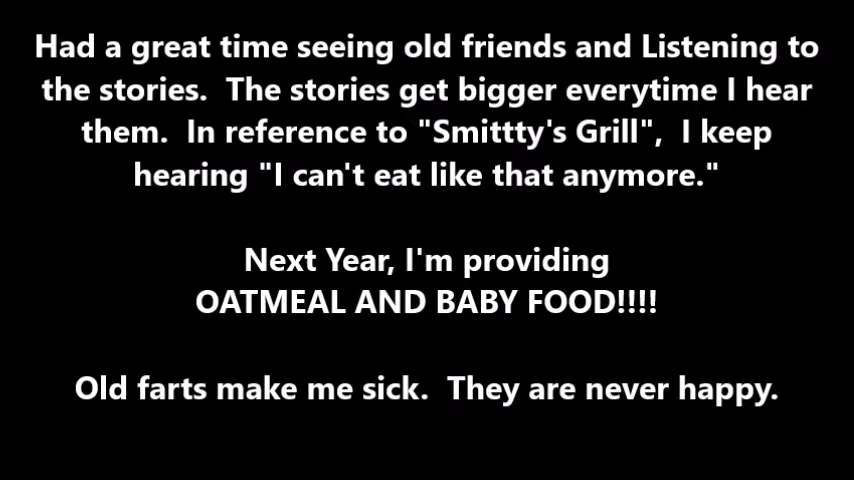 Had a great time seeing old friends and Listening to
the stories.  The stories get bigger everytime I hear
them.  In reference to "Smittty's Grill",  I keep
hearing "I can't eat like that anymore."
Next Year, I'm providing
OATMEAL AND BABY FOOD!!!!
Old farts make me sick.  They are never happy.